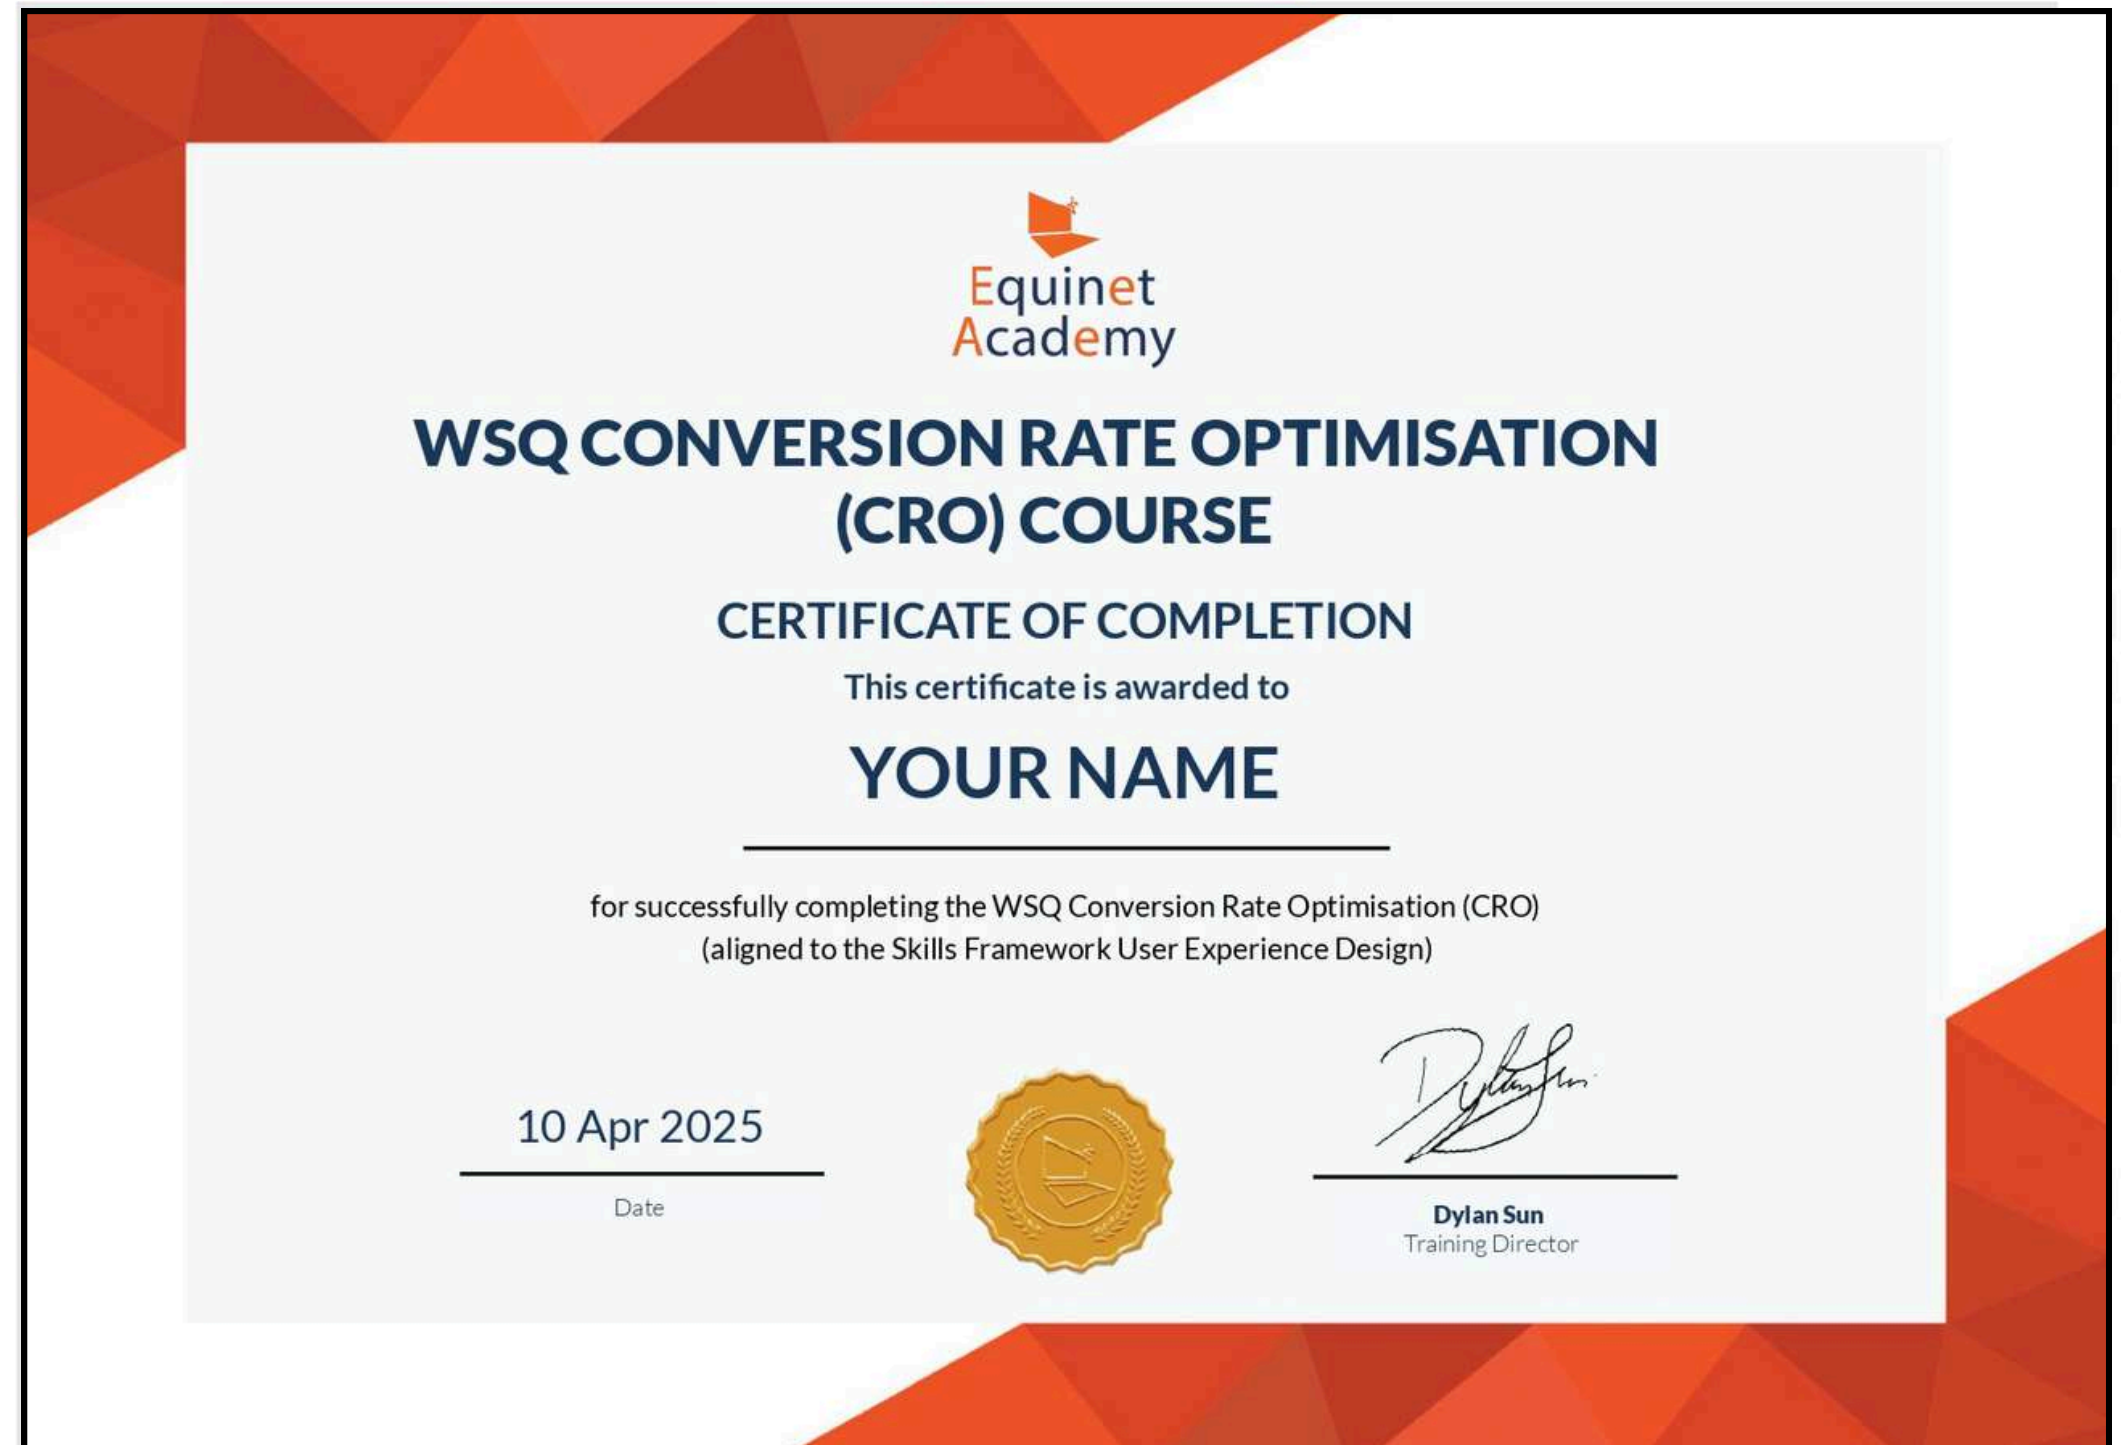 Equinet
Academy
WSQ CONVERSION RATE OPTIMISATION
(CRO) COURSE
CERTIFICATE OF COMPLETION
This certificate is awarded to
YOUR NAME
for successfully completing the WSQ Conversion Rate Optimisation (CRO)
(aligned to the Skills Framework User Experience Design)
10 Apr 2025
Date
Dylan Sun
Dylan Sun
Training Director